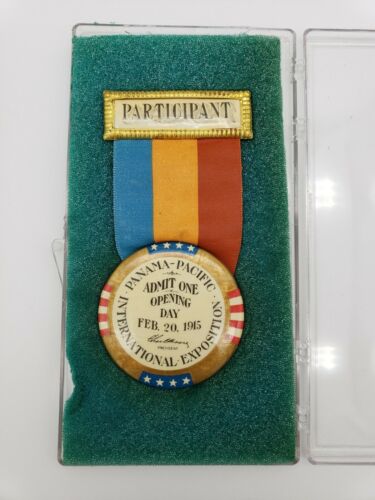 PARTICIPANT
PANAMA-PACIFIC
INTERNATIONAL EXPOSITION
ADMIT ONE
OPENING
DAY
FEB. 20, 1915
PRESIDENT